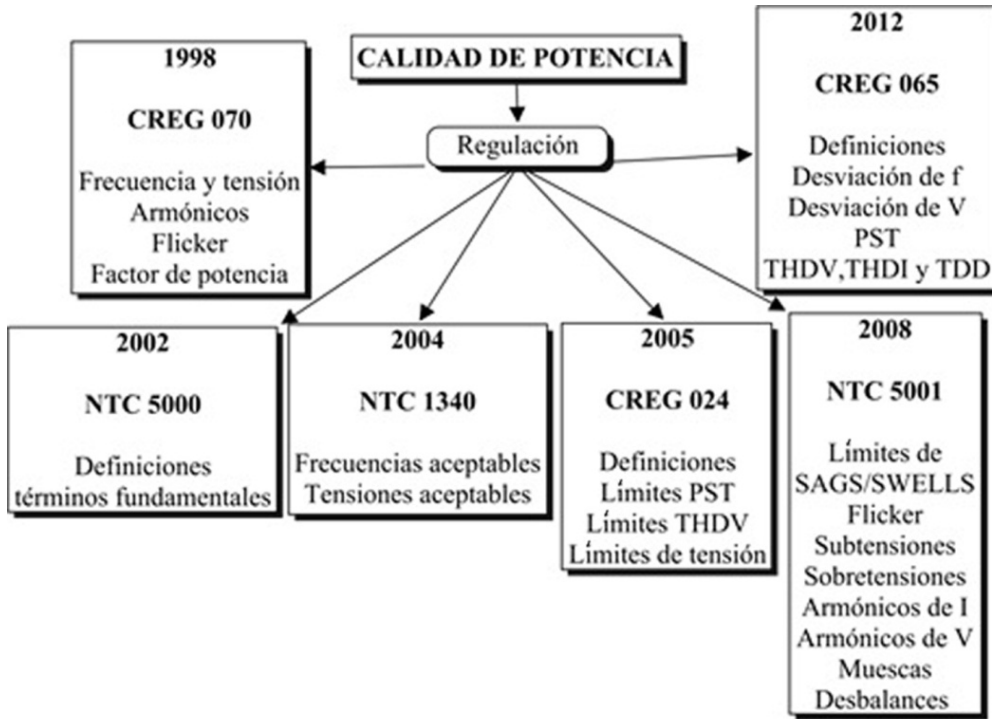 CALIDAD DE POTENCIA
Regulación
1998
CREG 070
Frecuencia y tensión
Armónicos
Flicker
Factor de potencia
2002
NTC 5000
Definiciones
términos fundamentales
2004
NTC 1340
Frecuencias aceptables
Tensiones aceptables
2005
CREG 024
Definiciones
Límites PST
Límites THDV
Límites de tensión
2008
NTC 5001
Límites de
SAGS/SWELLS
Flicker
Subtensiones
Sobretensiones
Armónicos de I
Armónicos de V
Muescas
Desbalances
2012
CREG 065
Definiciones
Desviación de f
Desviación de V
PST
THDV,THDI y TDD